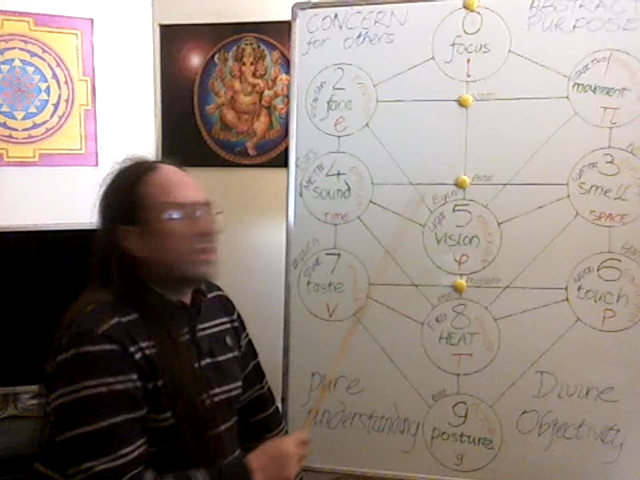 CONCERN
for others
ABSTRACT
PURPOSE
0
focus
t
1
movement
π
2
face
e
3
smell
SPACE
4
sound
time
5
vision
φ
6
touch
P
7
taste
V
8
HEAT
T
9
posture
g
pure
understanding
Divine
Objectivity